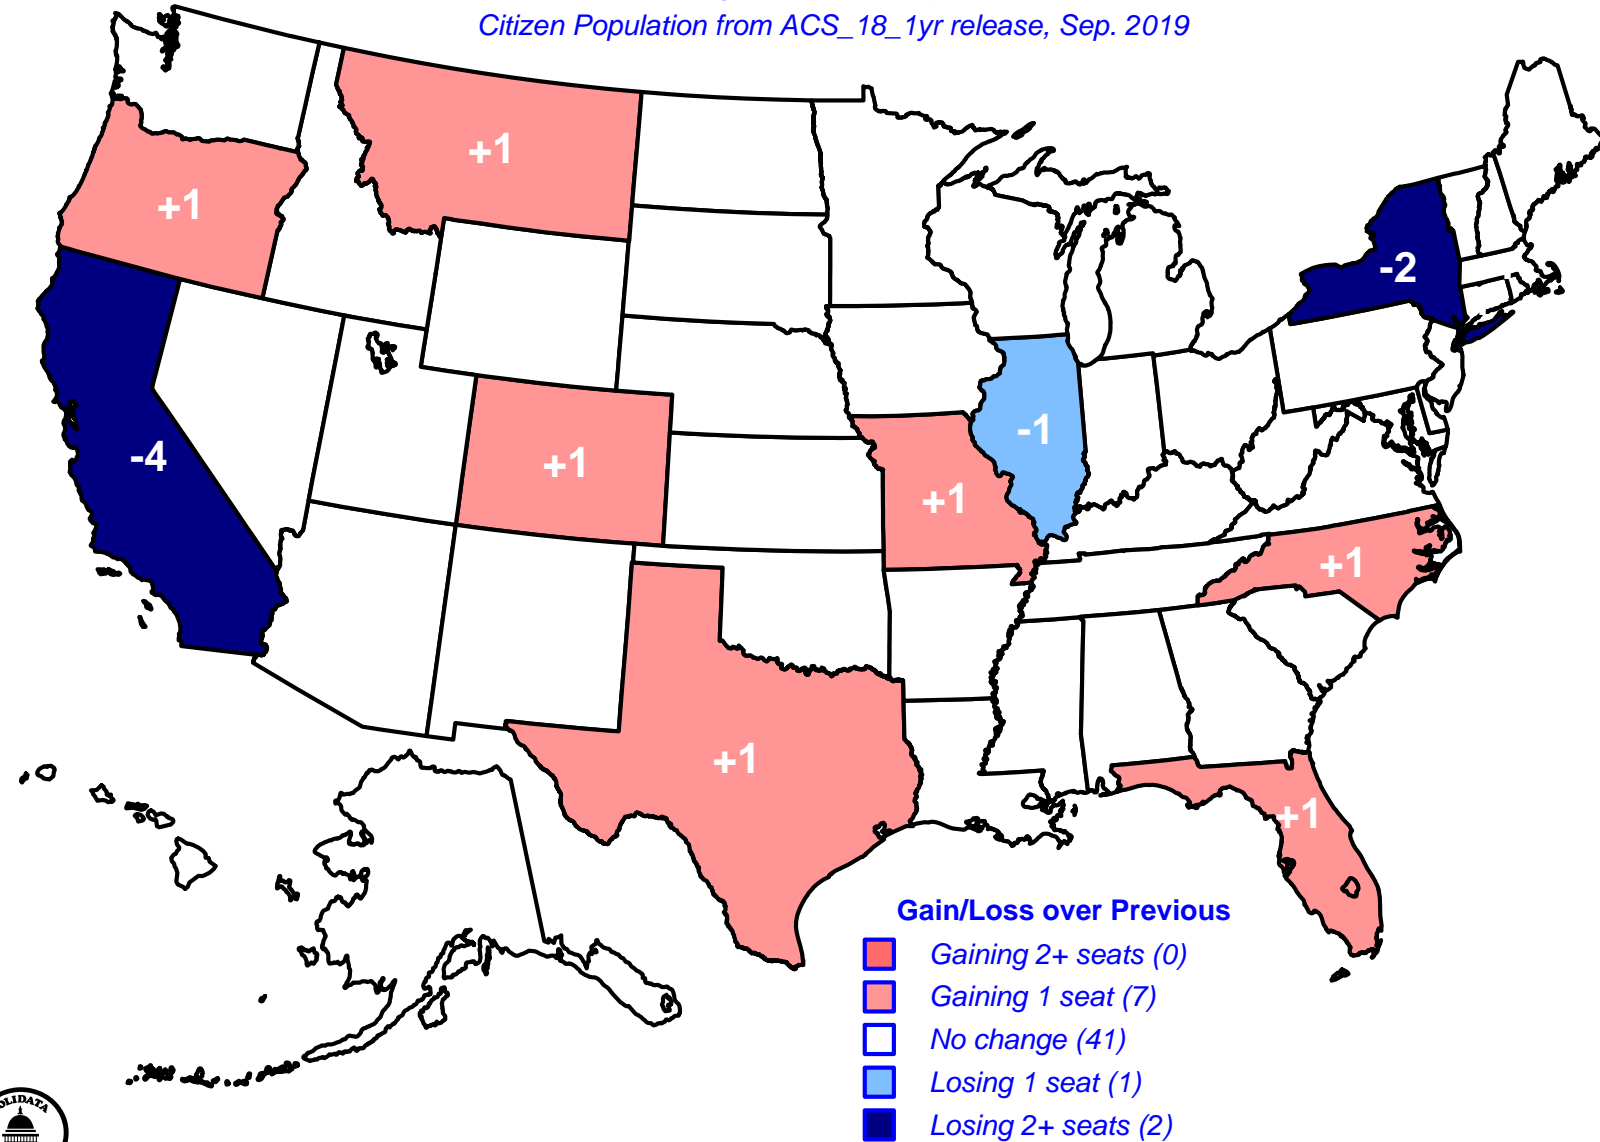 Citizen Population from ACS_18_1yr release, Sep. 2019
+1
+1
-2
-1
-4
+1
+1
+1
+1
+1
Gain/Loss over Previous
Gaining 2+ seats (0)
Gaining 1 seat (7)
No change (41)
Losing 1 seat (1)
Losing 2+ seats (2)